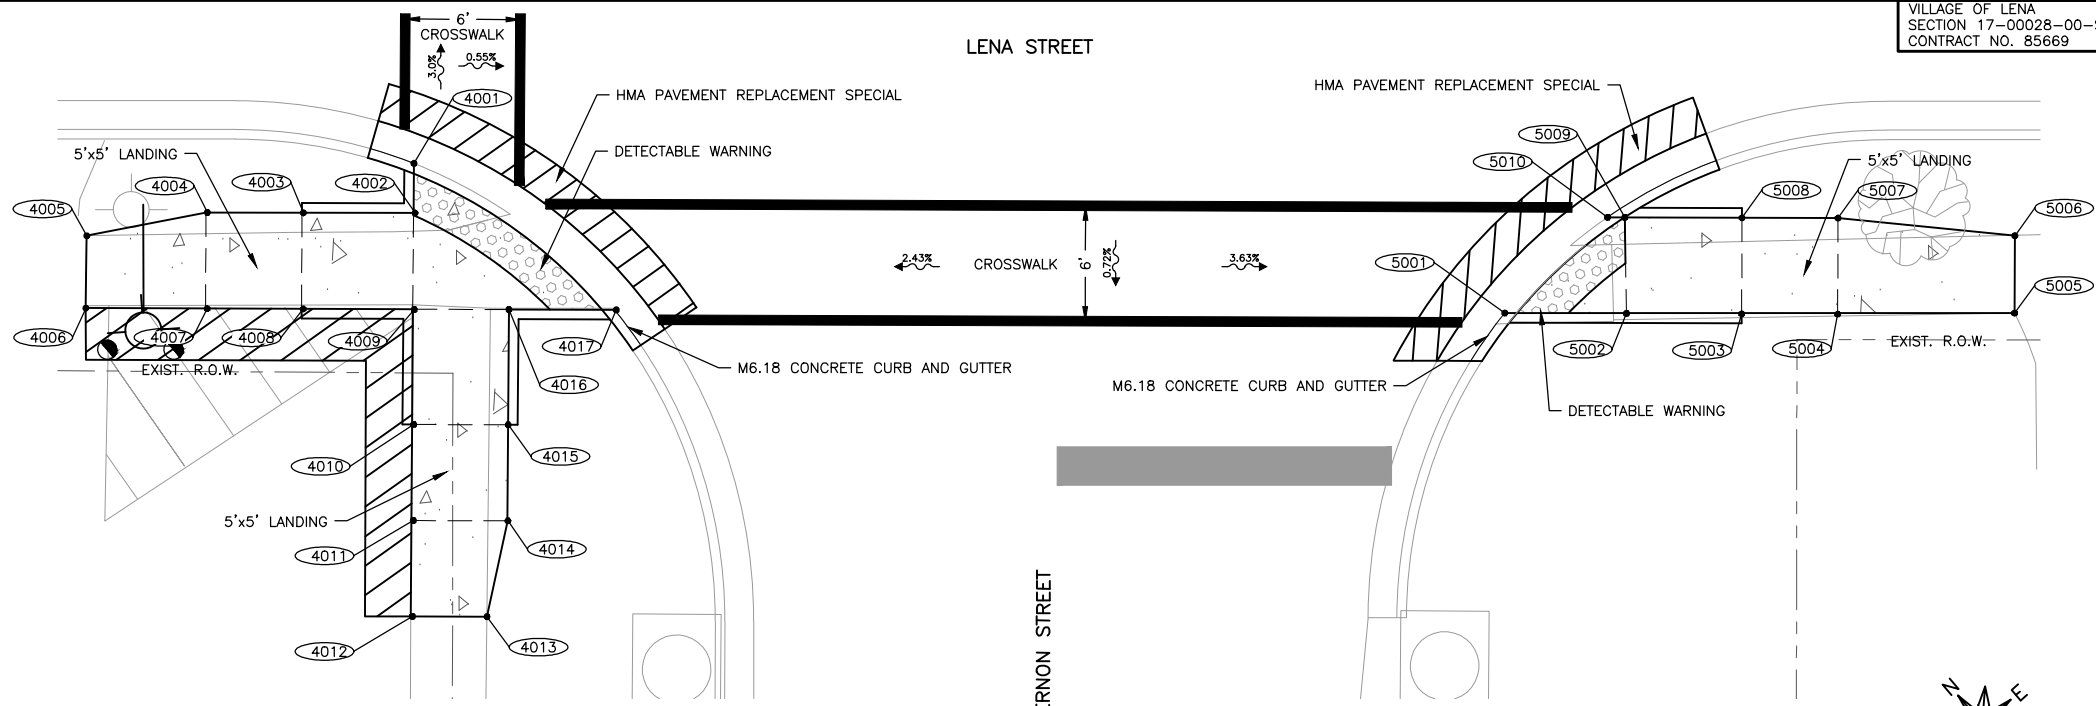 VILLAGE OF LENA
SECTION 17-00028-00-
CONTRACT NO. 85669
6'
CROSSWALK
3.0%
0.55%
LENA STREET
4001
HMA PAVEMENT REPLACEMENT SPECIAL
HMA PAVEMENT REPLACEMENT SPECIAL
DETECTABLE WARNING
5'x5' LANDING
4005
4004
4003
4002
5010
5009
5'x5' LANDING
5008
5007
5006
5001
2.43%
CROSSWALK
6'
0.72%
3.63%
4006
4007
4008
4009
4017
4016
5002
5003
5004
5005
EXIST. R.O.W.
EXIST. R.O.W.
M6.18 CONCRETE CURB AND GUTTER
M6.18 CONCRETE CURB AND GUTTER
DETECTABLE WARNING
4010
4015
5'x5' LANDING
4011
4014
4012
4013
ERNON STREET
N
E